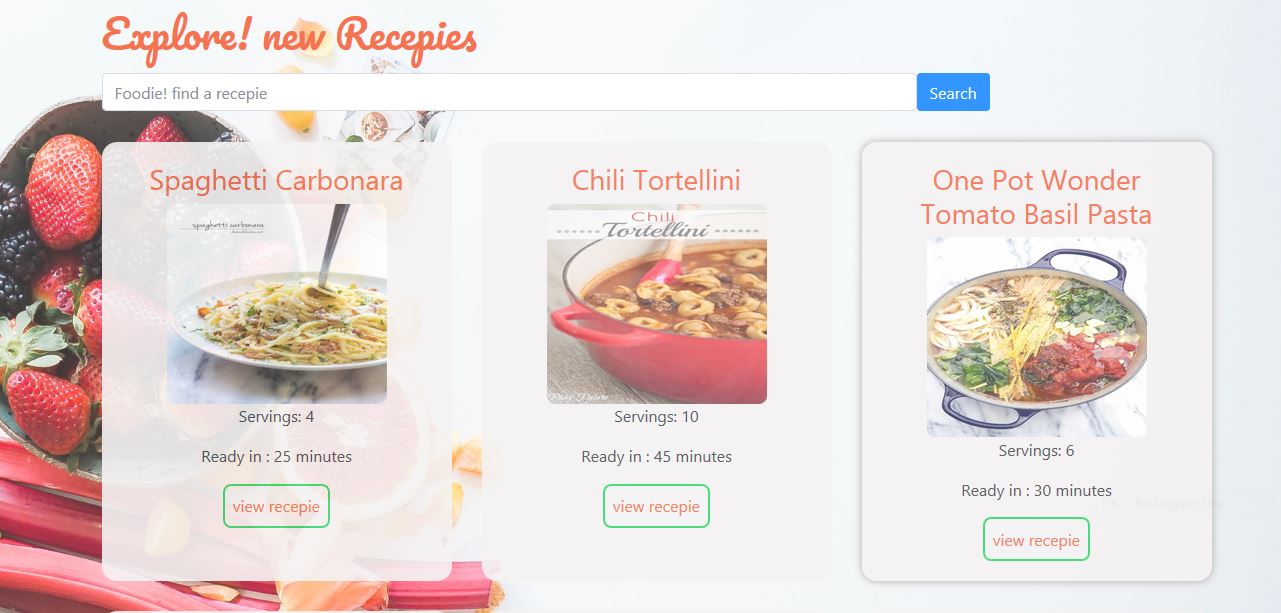 Explore! new Recepies
Foodie! find a recepie
Search
Spaghetti Carbonara
spaghetti carbonara
Servings: 4
Ready in : 25 minutes
view recepie
Chili Tortellini
Chili
Tortellini
Servings: 10
Ready in : 45 minutes
view recepie
One Pot Wonder
Tomato Basil Pasta
Servings: 6
Ready in : 30 minutes
view recepie
Rectangular Snip